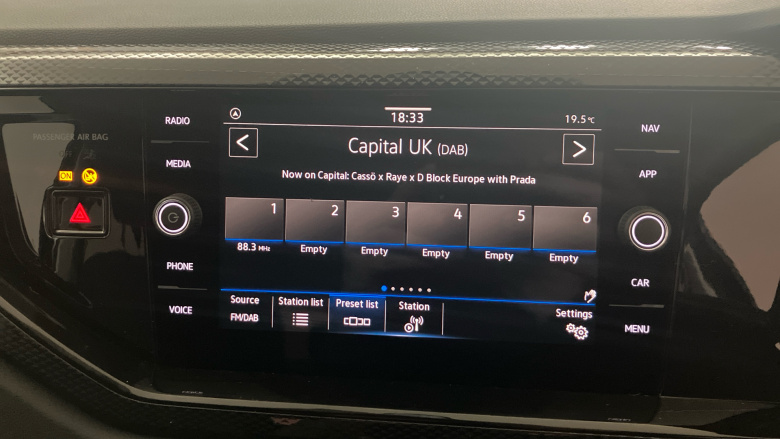 PASSENGER AIR BAG
OFF
ON
RADIO
MEDIA
PHONE
VOICE
18:33
19.5°C
<
Capital UK (DAB)
>
Now on Capital: Cassö x Raye x D Block Europe with Prada
1
2
3
4
5
6
88.3 MHz
Empty
Empty
Empty
Empty
Empty
Source
FM/DAB
Station list
Preset list
Station
Settings
NAV
APP
CAR
MENU